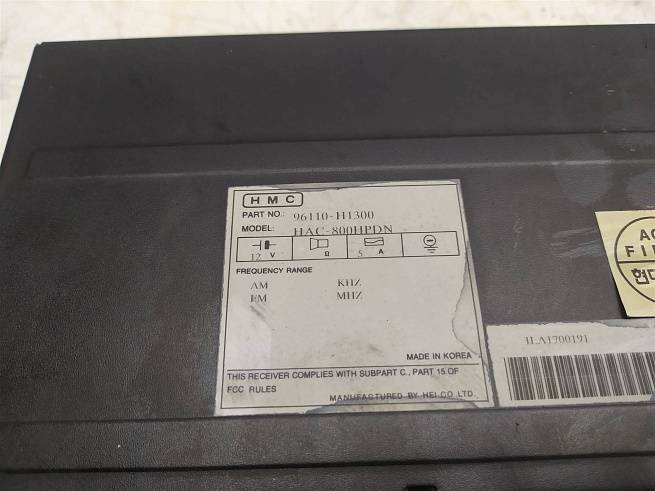 HMC
PART NO.: 96110-H1300
MODEL: HAC-800HPDN
12 V Ω 5 A
FREQUENCY RANGE
AM KHZ
FM MHZ
MADE IN KOREA
THIS RECEIVER COMPLIES WITH SUBPART C., PART 15 OF
FCC RULES
MANUFACTURED BY HEI.CO LTD.
1LA1700191